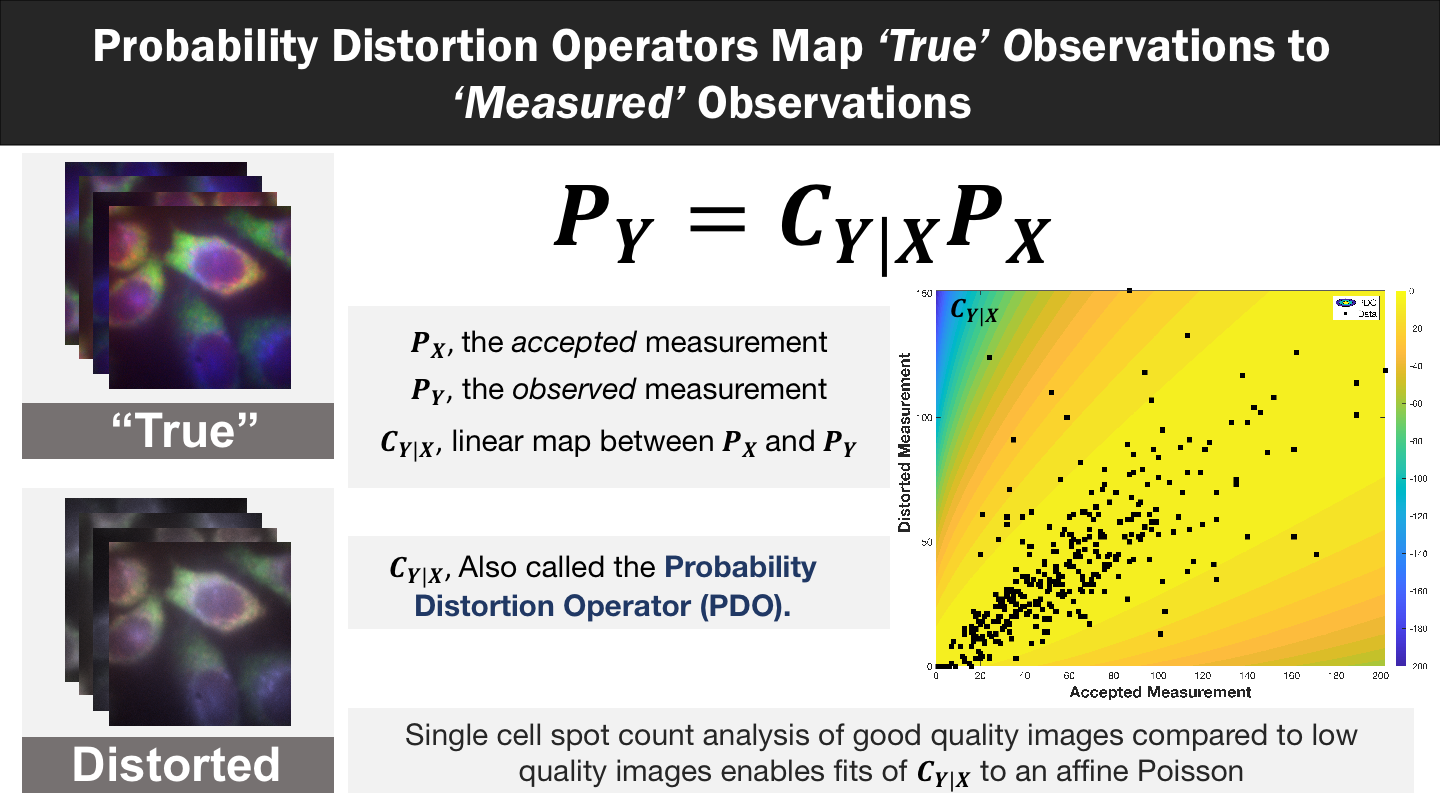 Probability Distortion Operators Map ‘True’ Observations to
‘Measured’ Observations
“True”
Distorted
P_Y = C_{Y|X}P_X
P_X, the accepted measurement
P_Y, the observed measurement
C_{Y|X}, linear map between P_X and P_Y
C_{Y|X}, Also called the Probability
Distortion Operator (PDO).
C_{Y|X}
PDO
Data
Distorted Measurement
150
100
50
0
0 20 40 60 80 100 120 140 160 180 200
Accepted Measurement
0
-20
-40
-60
-80
-100
-120
-140
-160
-180
-200
Single cell spot count analysis of good quality images compared to low
quality images enables fits of C_{Y|X} to an affine Poisson